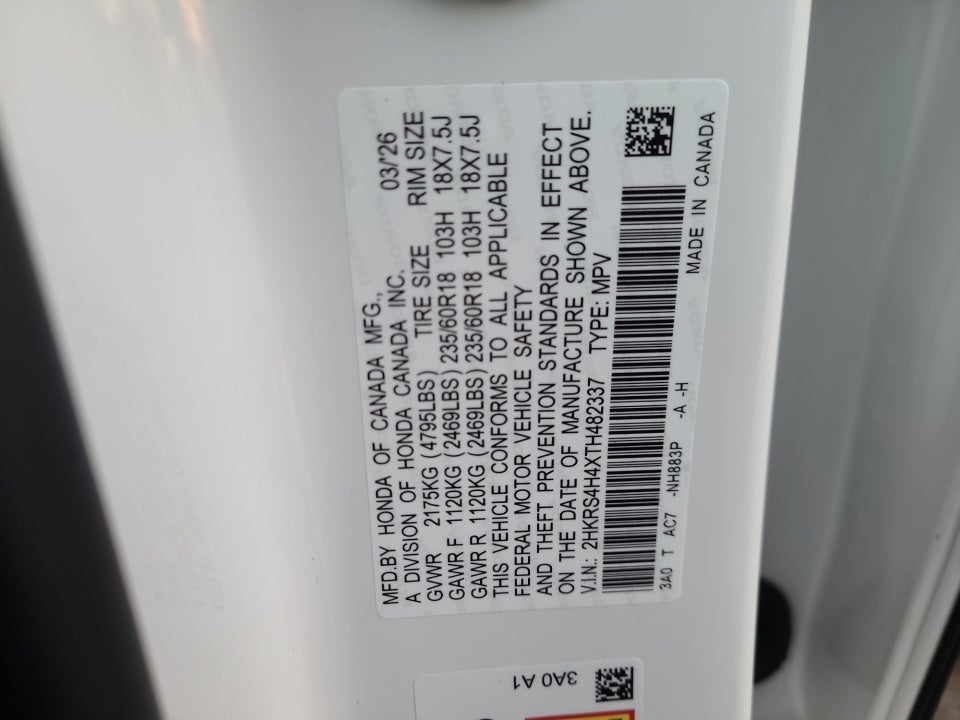 MFD.BY HONDA OF CANADA MFG., 03/'26
A DIVISION OF HONDA CANADA INC.
GVWR 2175KG (4795LBS) TIRE SIZE RIM SIZE
GAWR F 1120KG (2469LBS) 235/60R18 103H 18X7.5J
GAWR R 1120KG (2469LBS) 235/60R18 103H 18X7.5J
THIS VEHICLE CONFORMS TO ALL APPLICABLE
FEDERAL MOTOR VEHICLE SAFETY
AND THEFT PREVENTION STANDARDS IN EFFECT
ON THE DATE OF MANUFACTURE SHOWN ABOVE.
V.I.N.: 2HKRS4H4XTH482337 TYPE: MPV
3A0 T AC7 -NH883P -A -H MADE IN CANADA
3A0 A1